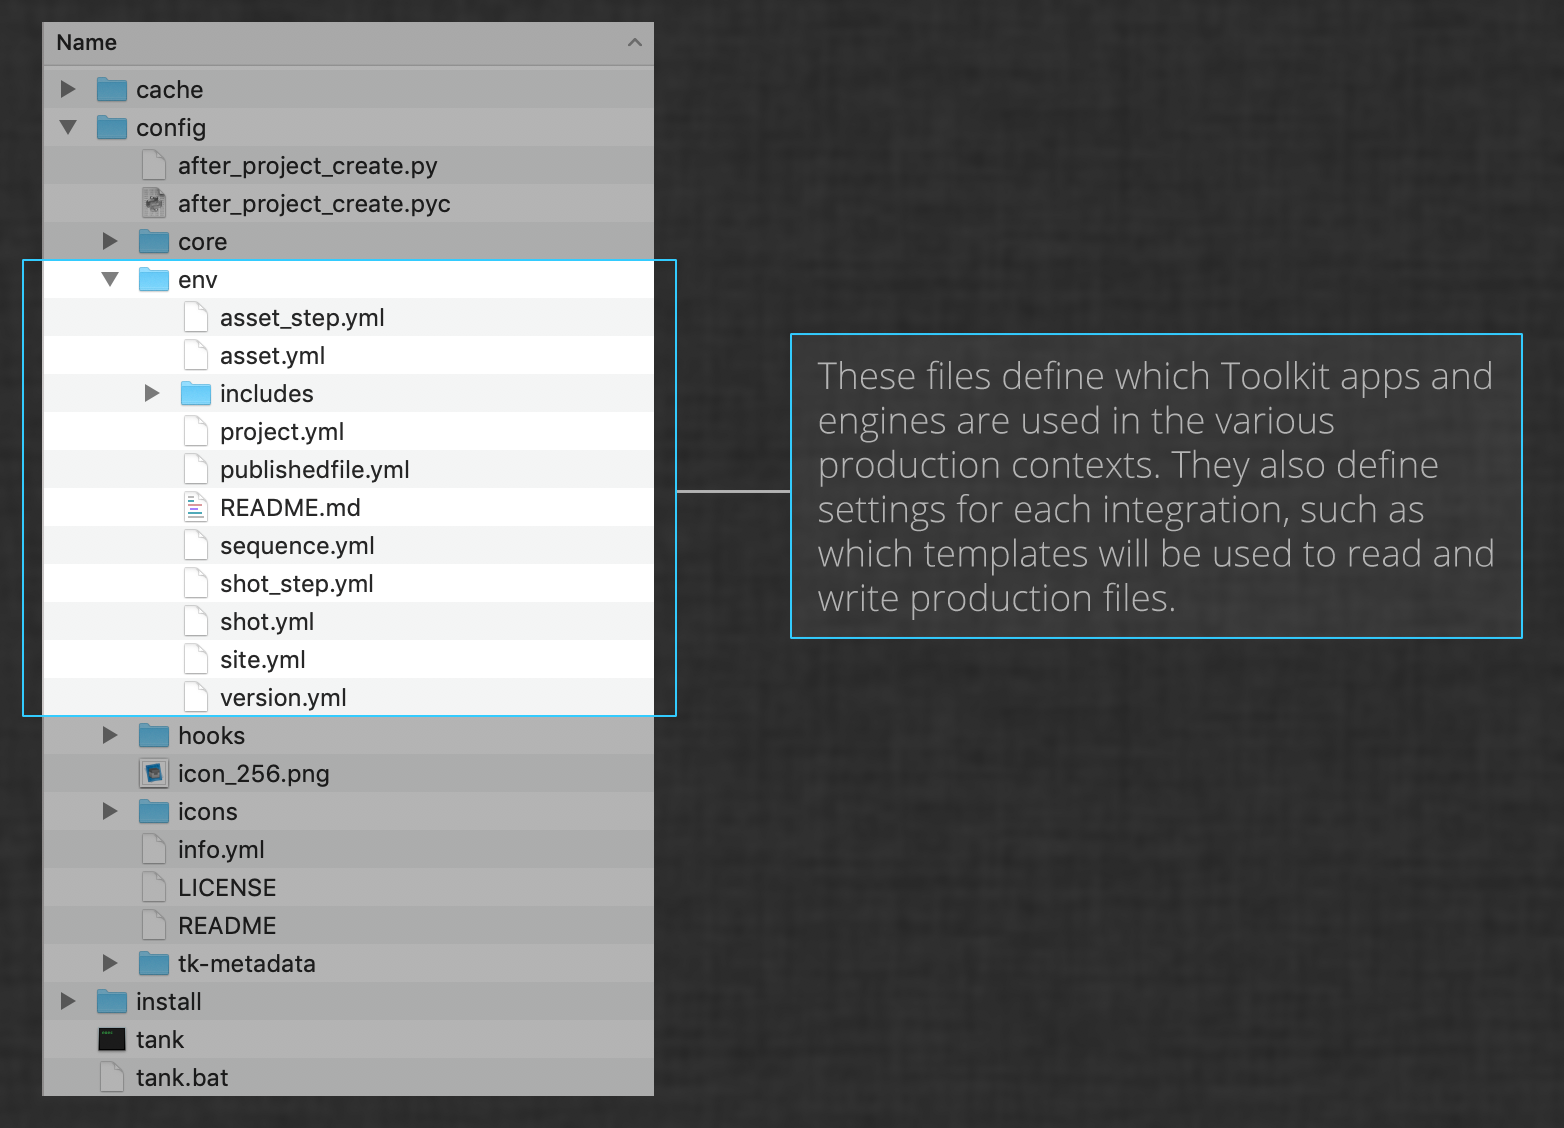 Name
cache
config
after_project_create.py
after_project_create.pyc
core
env
asset_step.yml
asset.yml
includes
project.yml
publishedfile.yml
README.md
sequence.yml
shot_step.yml
shot.yml
site.yml
version.yml
hooks
icon_256.png
icons
info.yml
LICENSE
README
tk-metadata
install
tank
tank.bat
These files define which Toolkit apps and
engines are used in the various
production contexts. They also define
settings for each integration, such as
which templates will be used to read and
write production files.